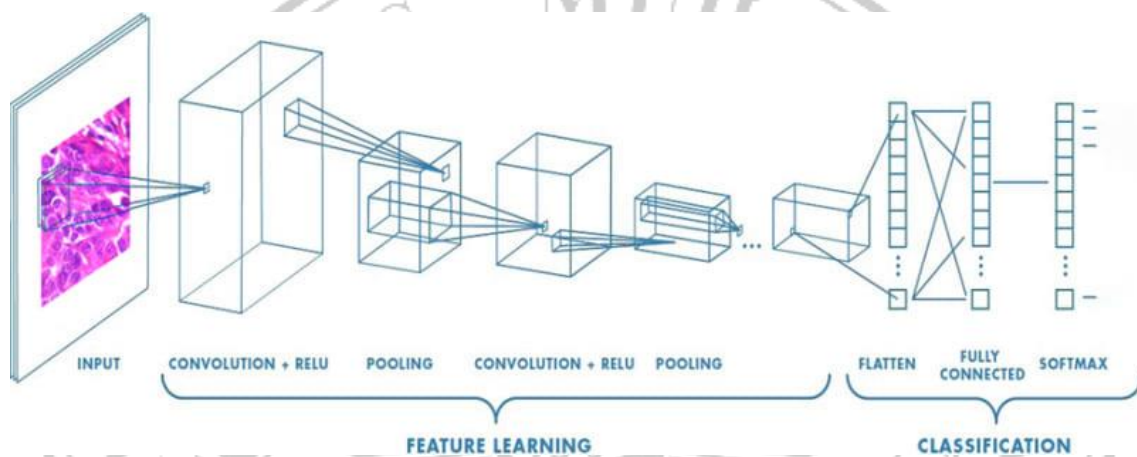 INPUT
CONVOLUTION + RELU
POOLING
CONVOLUTION + RELU
POOLING
FLATTEN
FULLY
CONNECTED
SOFTMAX
FEATURE LEARNING
CLASSIFICATION